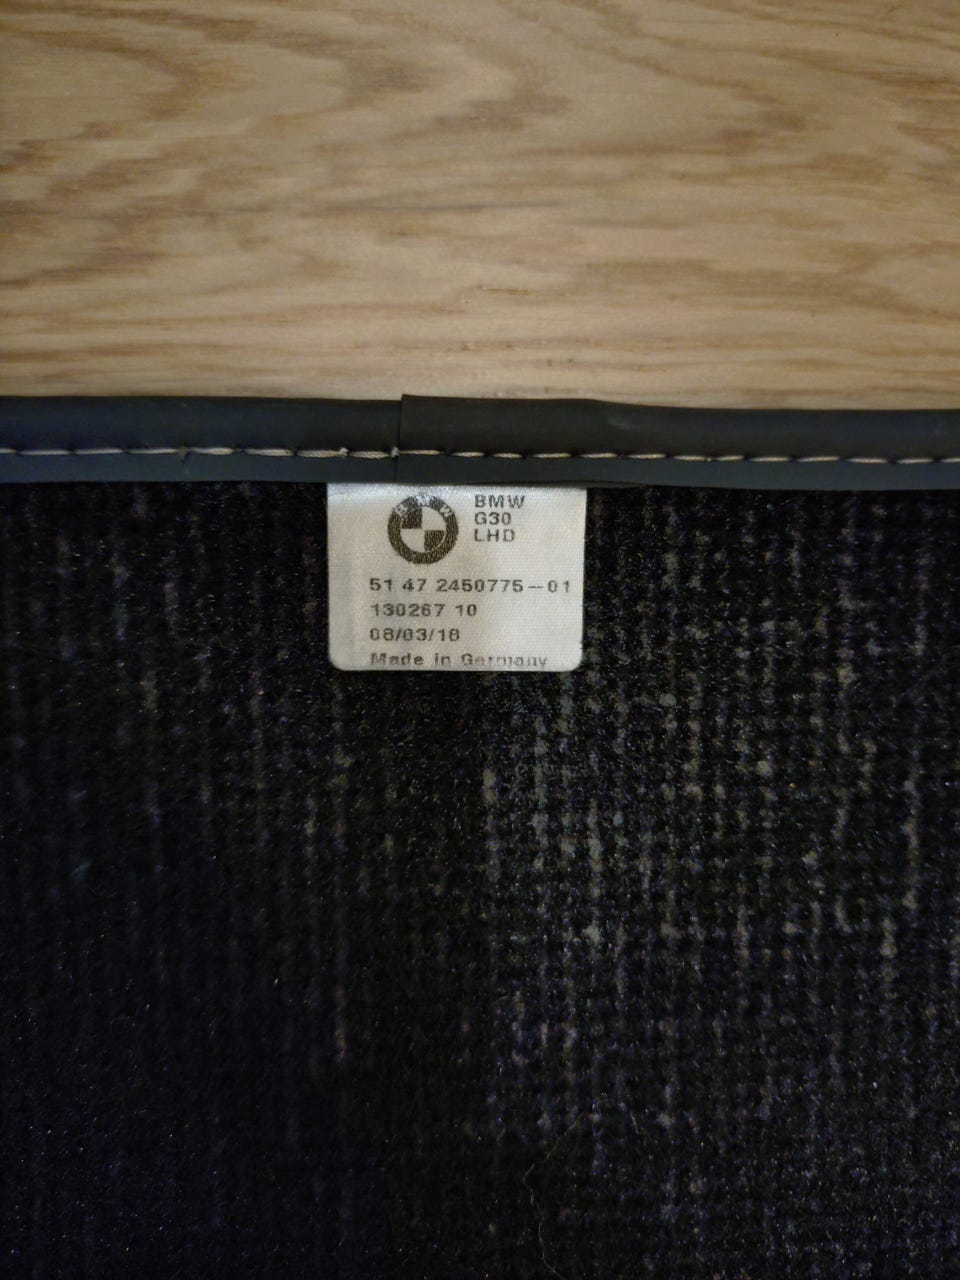 BMW
G30
LHD
51 47 2450775-01
130267 10
08/03/18
Made in Germany